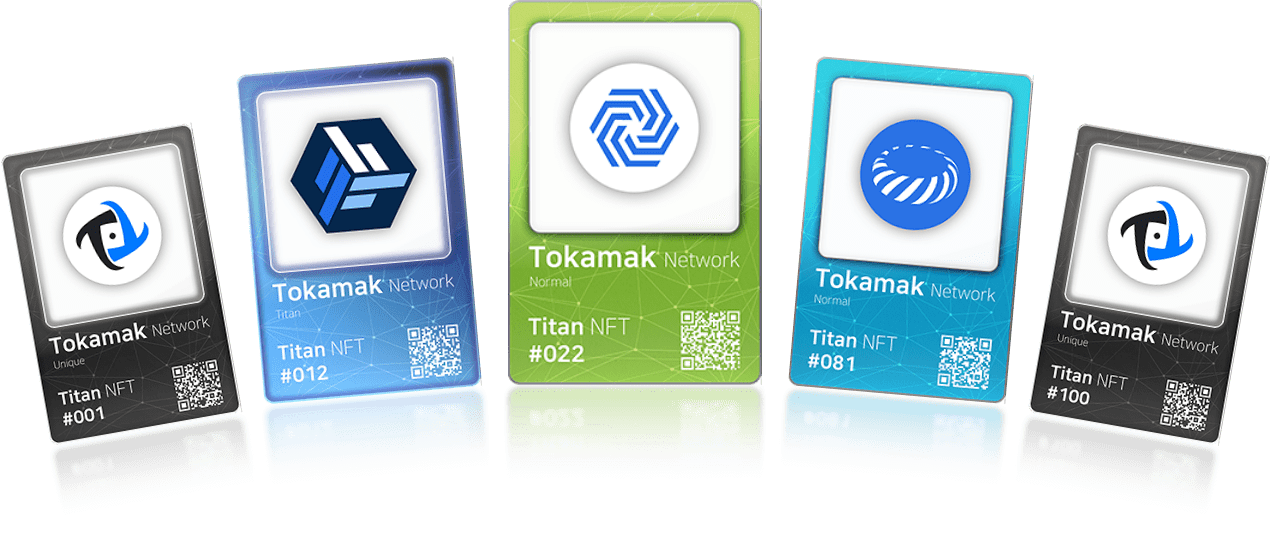 Tokamak Network
Unique
Titan NFT
#001
Tokamak Network
Titan
Titan NFT
#012
Tokamak Network
Normal
Titan NFT
#022
Tokamak Network
Normal
Titan NFT
#081
Tokamak Network
Unique
Titan NFT
#100